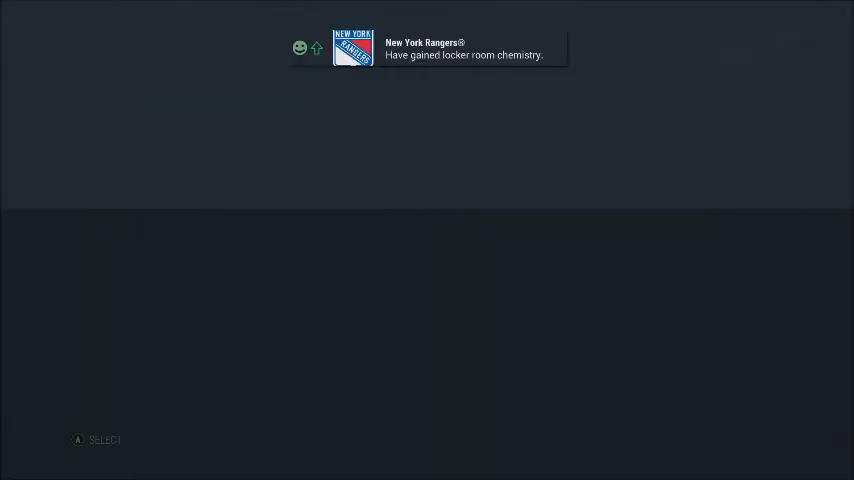 NEW YORK
RANGERS
New York Rangers®
Have gained locker room chemistry.
A SELECT